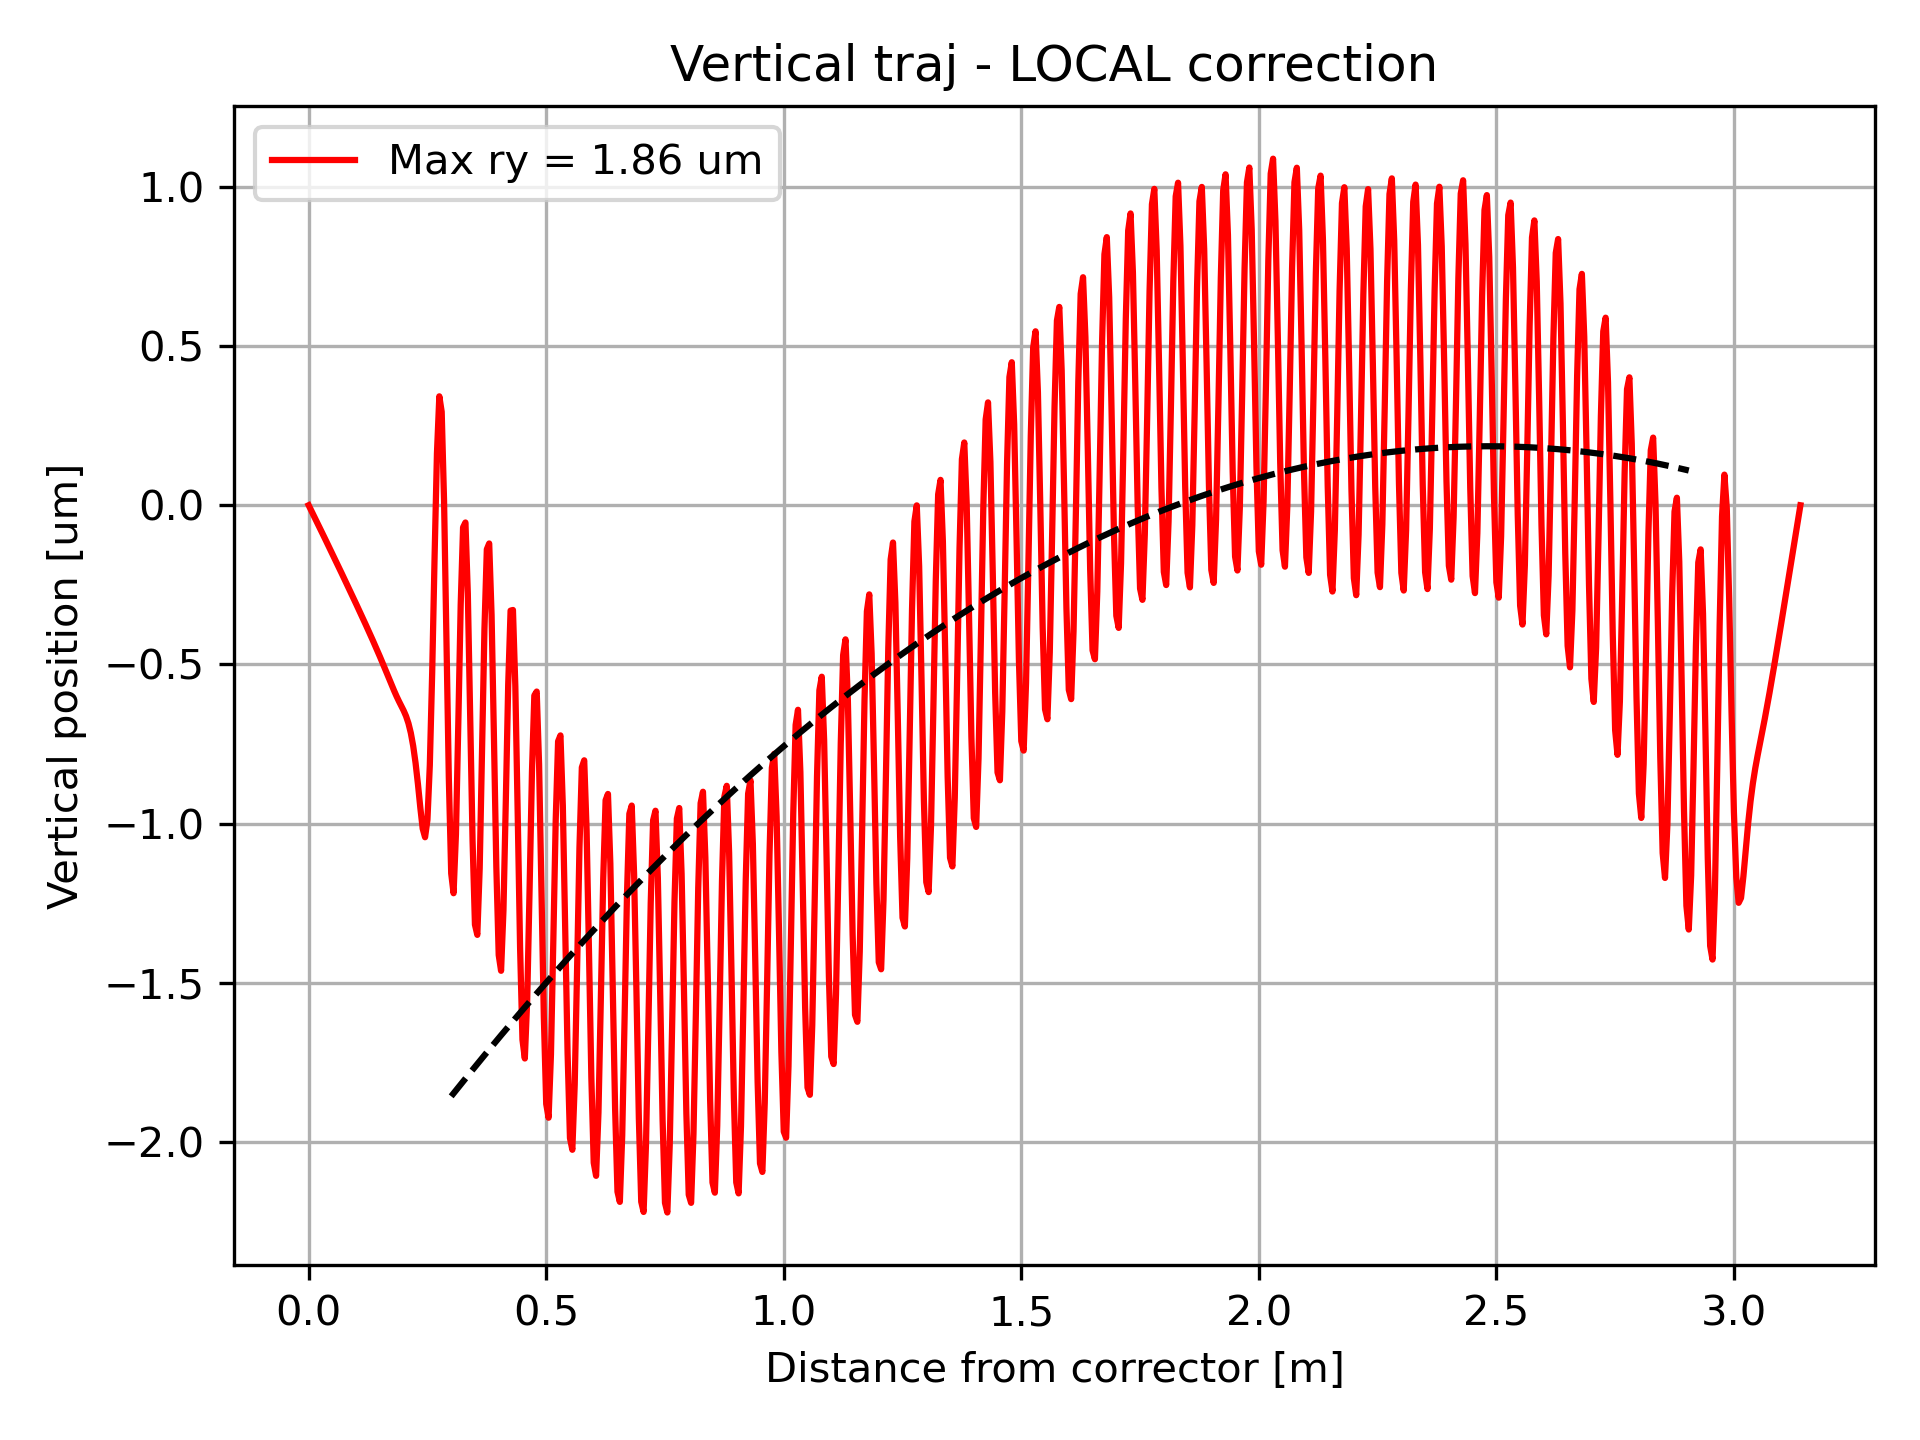 Vertical traj - LOCAL correction
Max ry = 1.86 um
Vertical position [um]
1.0
0.5
0.0
−0.5
−1.0
−1.5
−2.0
0.0 0.5 1.0 1.5 2.0 2.5 3.0
Distance from corrector [m]